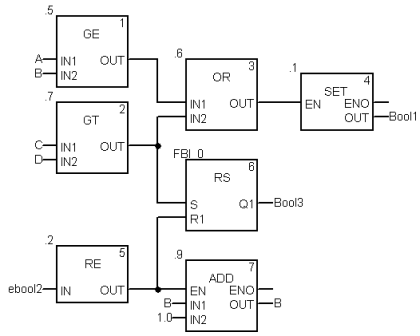 .5
1
GE
A IN1 OUT
B IN2
.6
3
OR
IN1 OUT
IN2
.1
4
SET
EN ENO
OUT Bool1
.7
2
GT
C IN1 OUT
D IN2
FBI_0
6
RS
S Q1 Bool3
R1
.2
5
RE
ebool2 IN OUT
.9
7
ADD
EN ENO
B IN1 OUT B
1.0 IN2